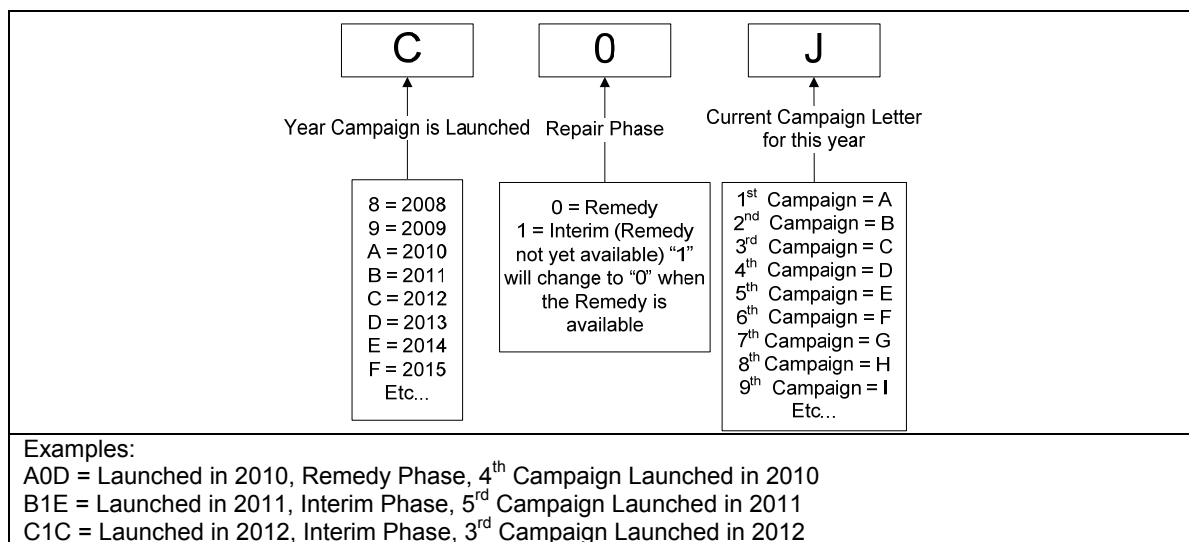 C
0
J
Year Campaign is Launched
Repair Phase
Current Campaign Letter
for this year
8 = 2008
9 = 2009
A = 2010
B = 2011
C = 2012
D = 2013
E = 2014
F = 2015
Etc...
0 = Remedy
1 = Interim (Remedy
not yet available) “1”
will change to “0” when
the Remedy is
available
1st Campaign = A
2nd Campaign = B
3rd Campaign = C
4th Campaign = D
5th Campaign = E
6th Campaign = F
7th Campaign = G
8th Campaign = H
9th Campaign = I
Etc...
Examples:
A0D = Launched in 2010, Remedy Phase, 4th Campaign Launched in 2010
B1E = Launched in 2011, Interim Phase, 5rd Campaign Launched in 2011
C1C = Launched in 2012, Interim Phase, 3rd Campaign Launched in 2012